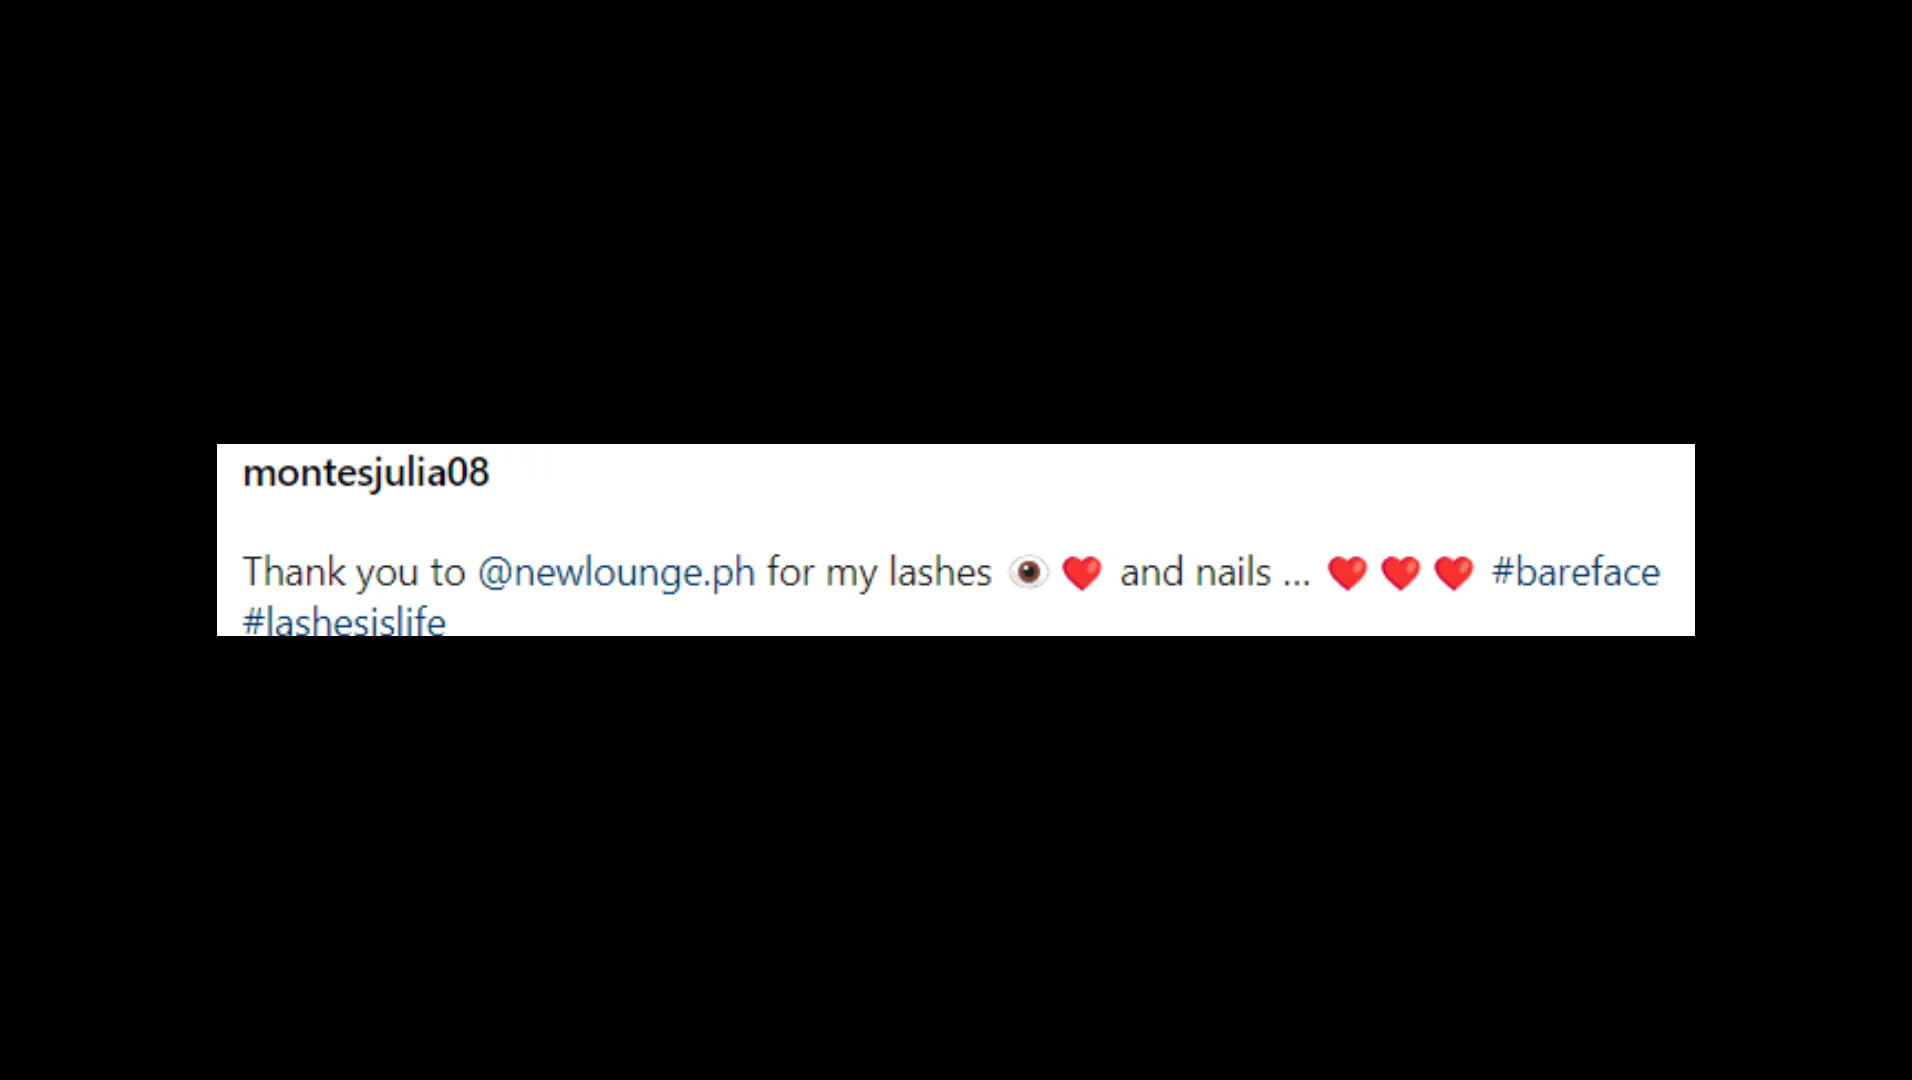 montesjulia08
Thank you to @newlounge.ph for my lashes 👁️❤️ and nails ... ❤️❤️❤️ #bareface
#lashesislife